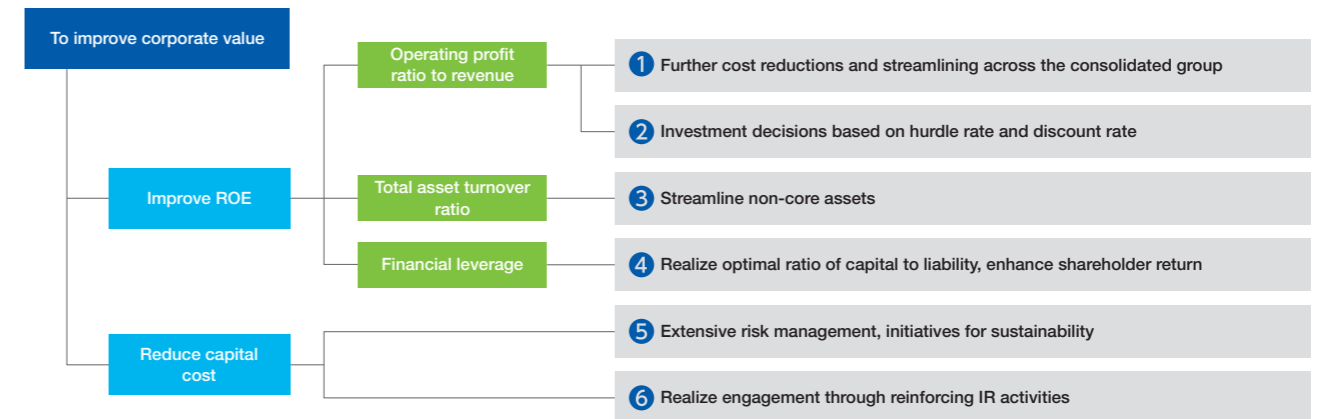 To improve corporate value
Operating profit
ratio to revenue
1 Further cost reductions and streamlining across the consolidated group
2 Investment decisions based on hurdle rate and discount rate
Improve ROE
Total asset turnover
ratio
3 Streamline non-core assets
Financial leverage
4 Realize optimal ratio of capital to liability, enhance shareholder return
Reduce capital
cost
5 Extensive risk management, initiatives for sustainability
6 Realize engagement through reinforcing IR activities